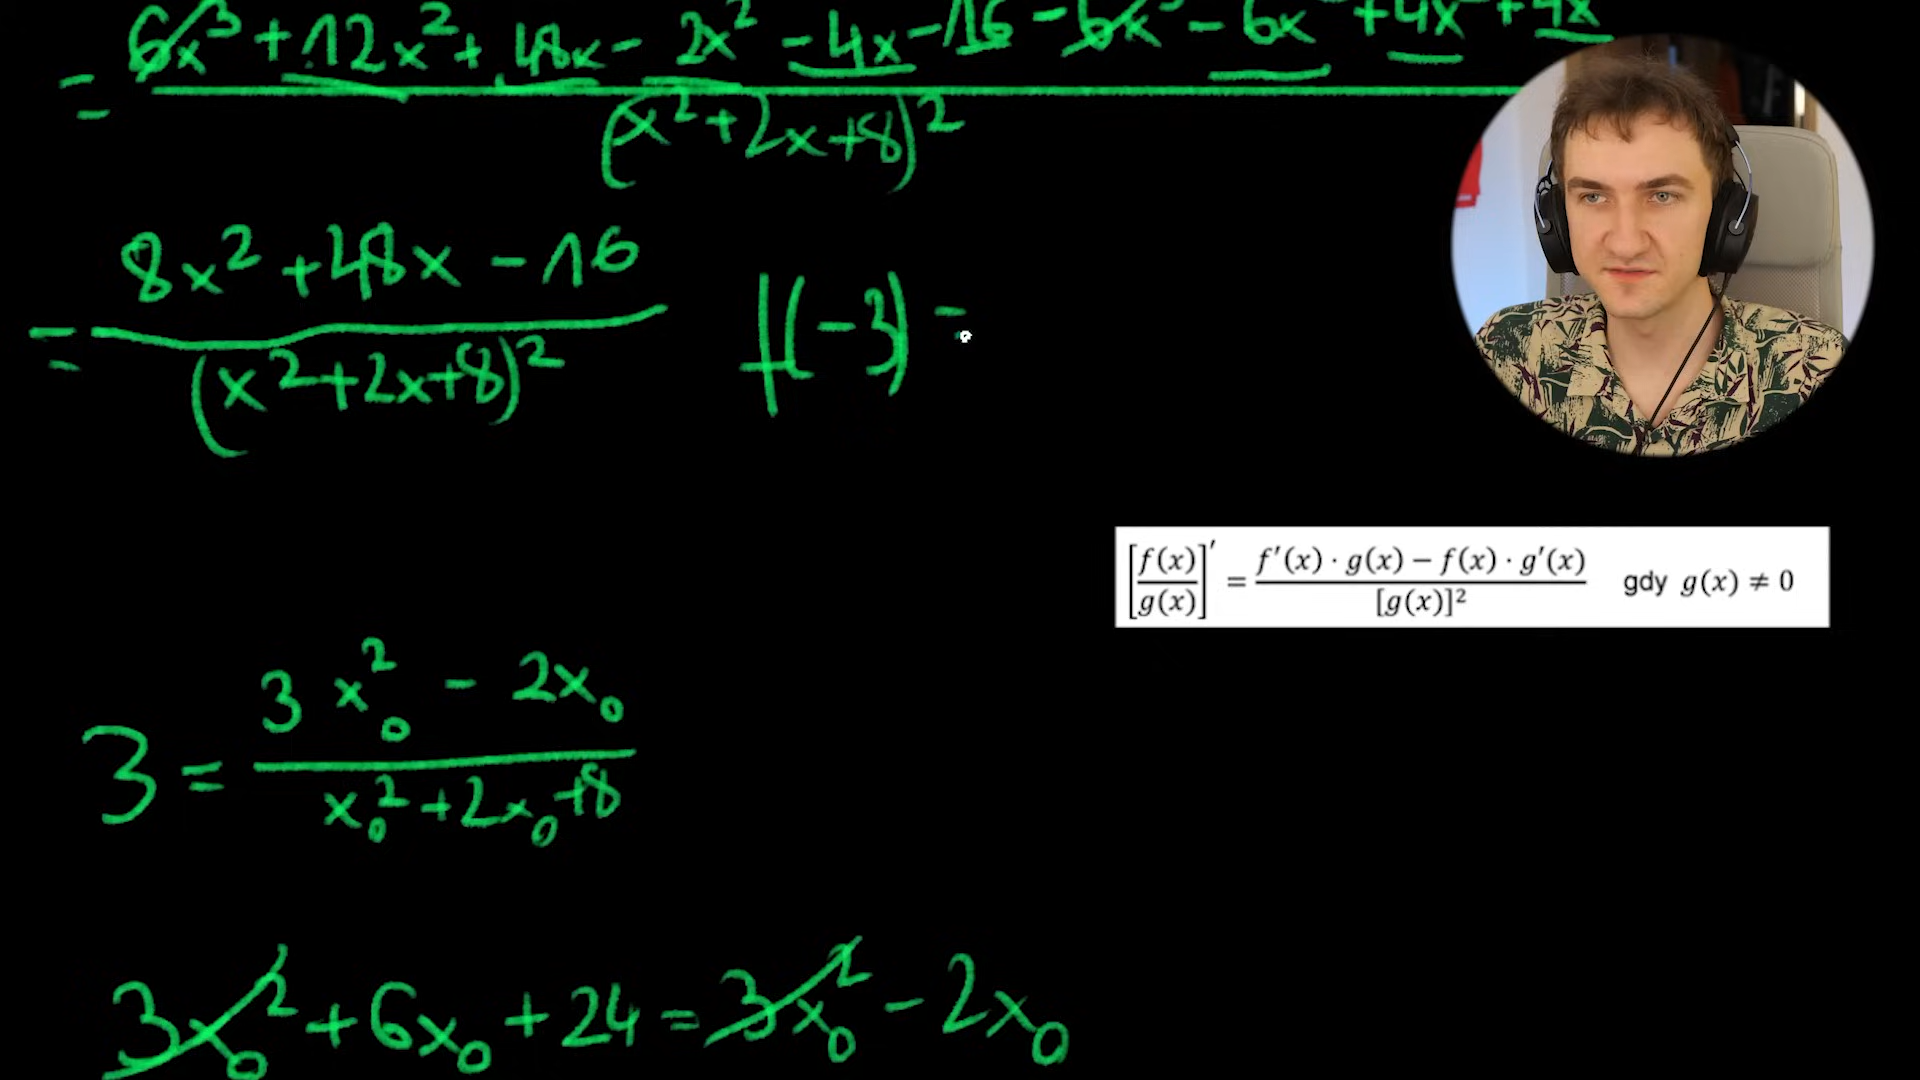 = 6x³ + 12x² + 48x - 2x² - 4x - 16 - 6x³ - 6x² + 4x² + 4x
(x² + 2x + 8)²
= 8x² + 48x - 16
(x² + 2x + 8)²
f(-3) =
[f(x)/g(x)]' = f'(x) · g(x) − f(x) · g'(x) / [g(x)]² gdy g(x) ≠ 0
3 = 3x₀² - 2x₀
x₀² + 2x₀ + 8
3x₀² + 6x₀ + 24 = 3x₀² - 2x₀